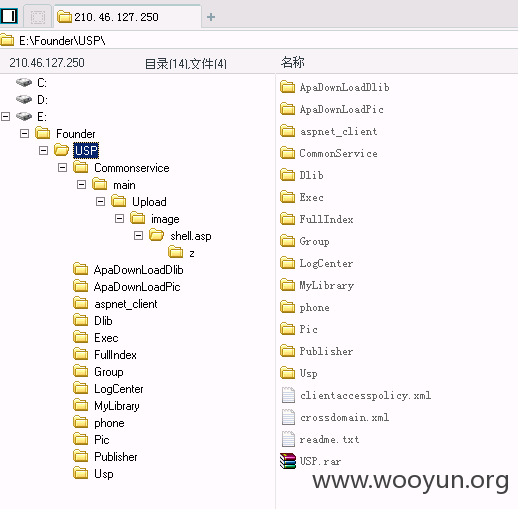 210.46.127.250
E:\Founder\USP\
210.46.127.250 目录(14),文件(4) 名称
C:
D:
E:
Founder
USP
Commonservice
main
Upload
image
shell.asp
z
ApaDownLoadDlib
ApaDownLoadPic
aspnet_client
Dlib
Exec
FullIndex
Group
LogCenter
MyLibrary
phone
Pic
Publisher
Usp
ApaDownLoadDlib
ApaDownLoadPic
aspnet_client
CommonService
Dlib
Exec
FullIndex
Group
LogCenter
MyLibrary
phone
Pic
Publisher
Usp
clientaccesspolicy.xml
crossdomain.xml
readme.txt
USP.rar
www.wooyun.org